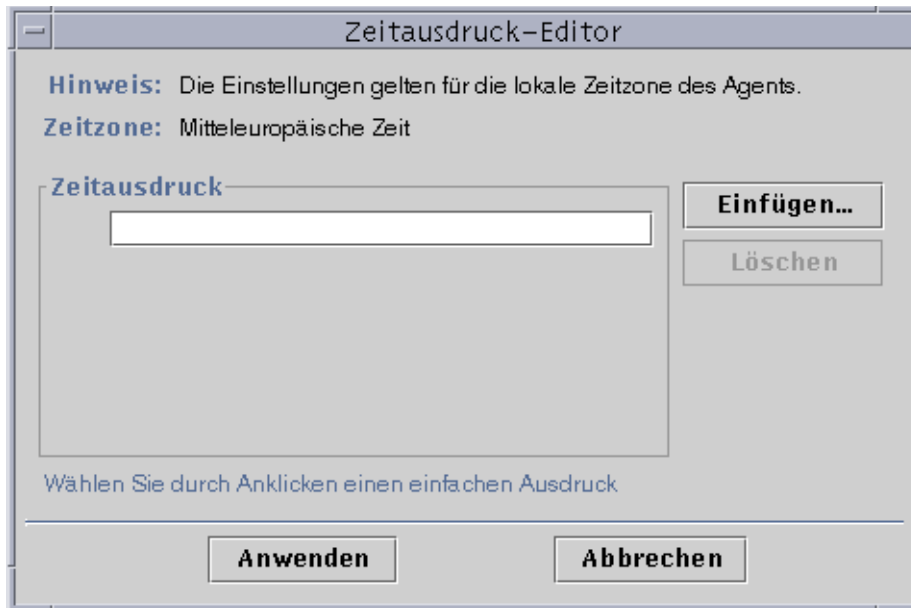 Zeitausdruck-Editor
Hinweis: Die Einstellungen gelten für die lokale Zeitzone des Agents.
Zeitzone: Mitteleuropäische Zeit
Zeitausdruck
Einfügen...
Löschen
Wählen Sie durch Anklicken einen einfachen Ausdruck
Anwenden
Abbrechen